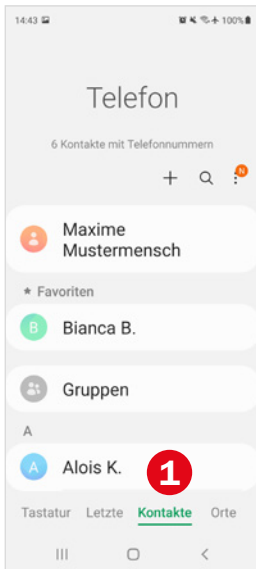 14:43 100%
Telefon
6 Kontakte mit Telefonnummern
N
Maxime
Mustermensch
* Favoriten
B Bianca B.
Gruppen
A
A Alois K.
1
Tastatur Letzte Kontakte Orte